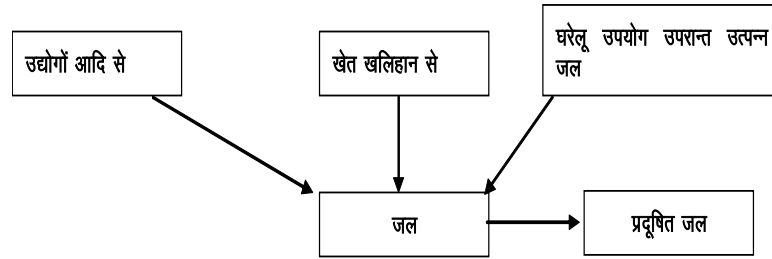 उद्योगों आदि से
खेत खलिहान से
घरेलू उपयोग उपरान्त उत्पन्न
जल
जल
प्रदूषित जल